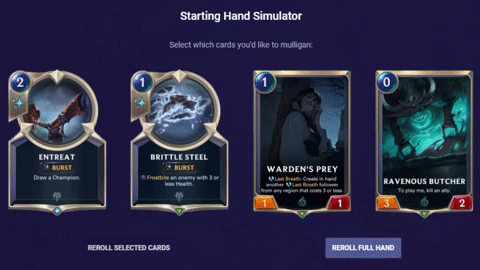 Starting Hand Simulator
Select which cards you'd like to mulligan:
2
ENTREAT
BURST
Draw a Champion.
1
BRITTLE STEEL
BURST
Frostbite an enemy with 3 or
less Health.
1
WARDEN'S PREY
Last Breath: Create in hand
another Last Breath follower
from any region that costs 3 or less.
1
1
0
RAVENOUS BUTCHER
To play me, kill an ally.
3
2
REROLL SELECTED CARDS
REROLL FULL HAND